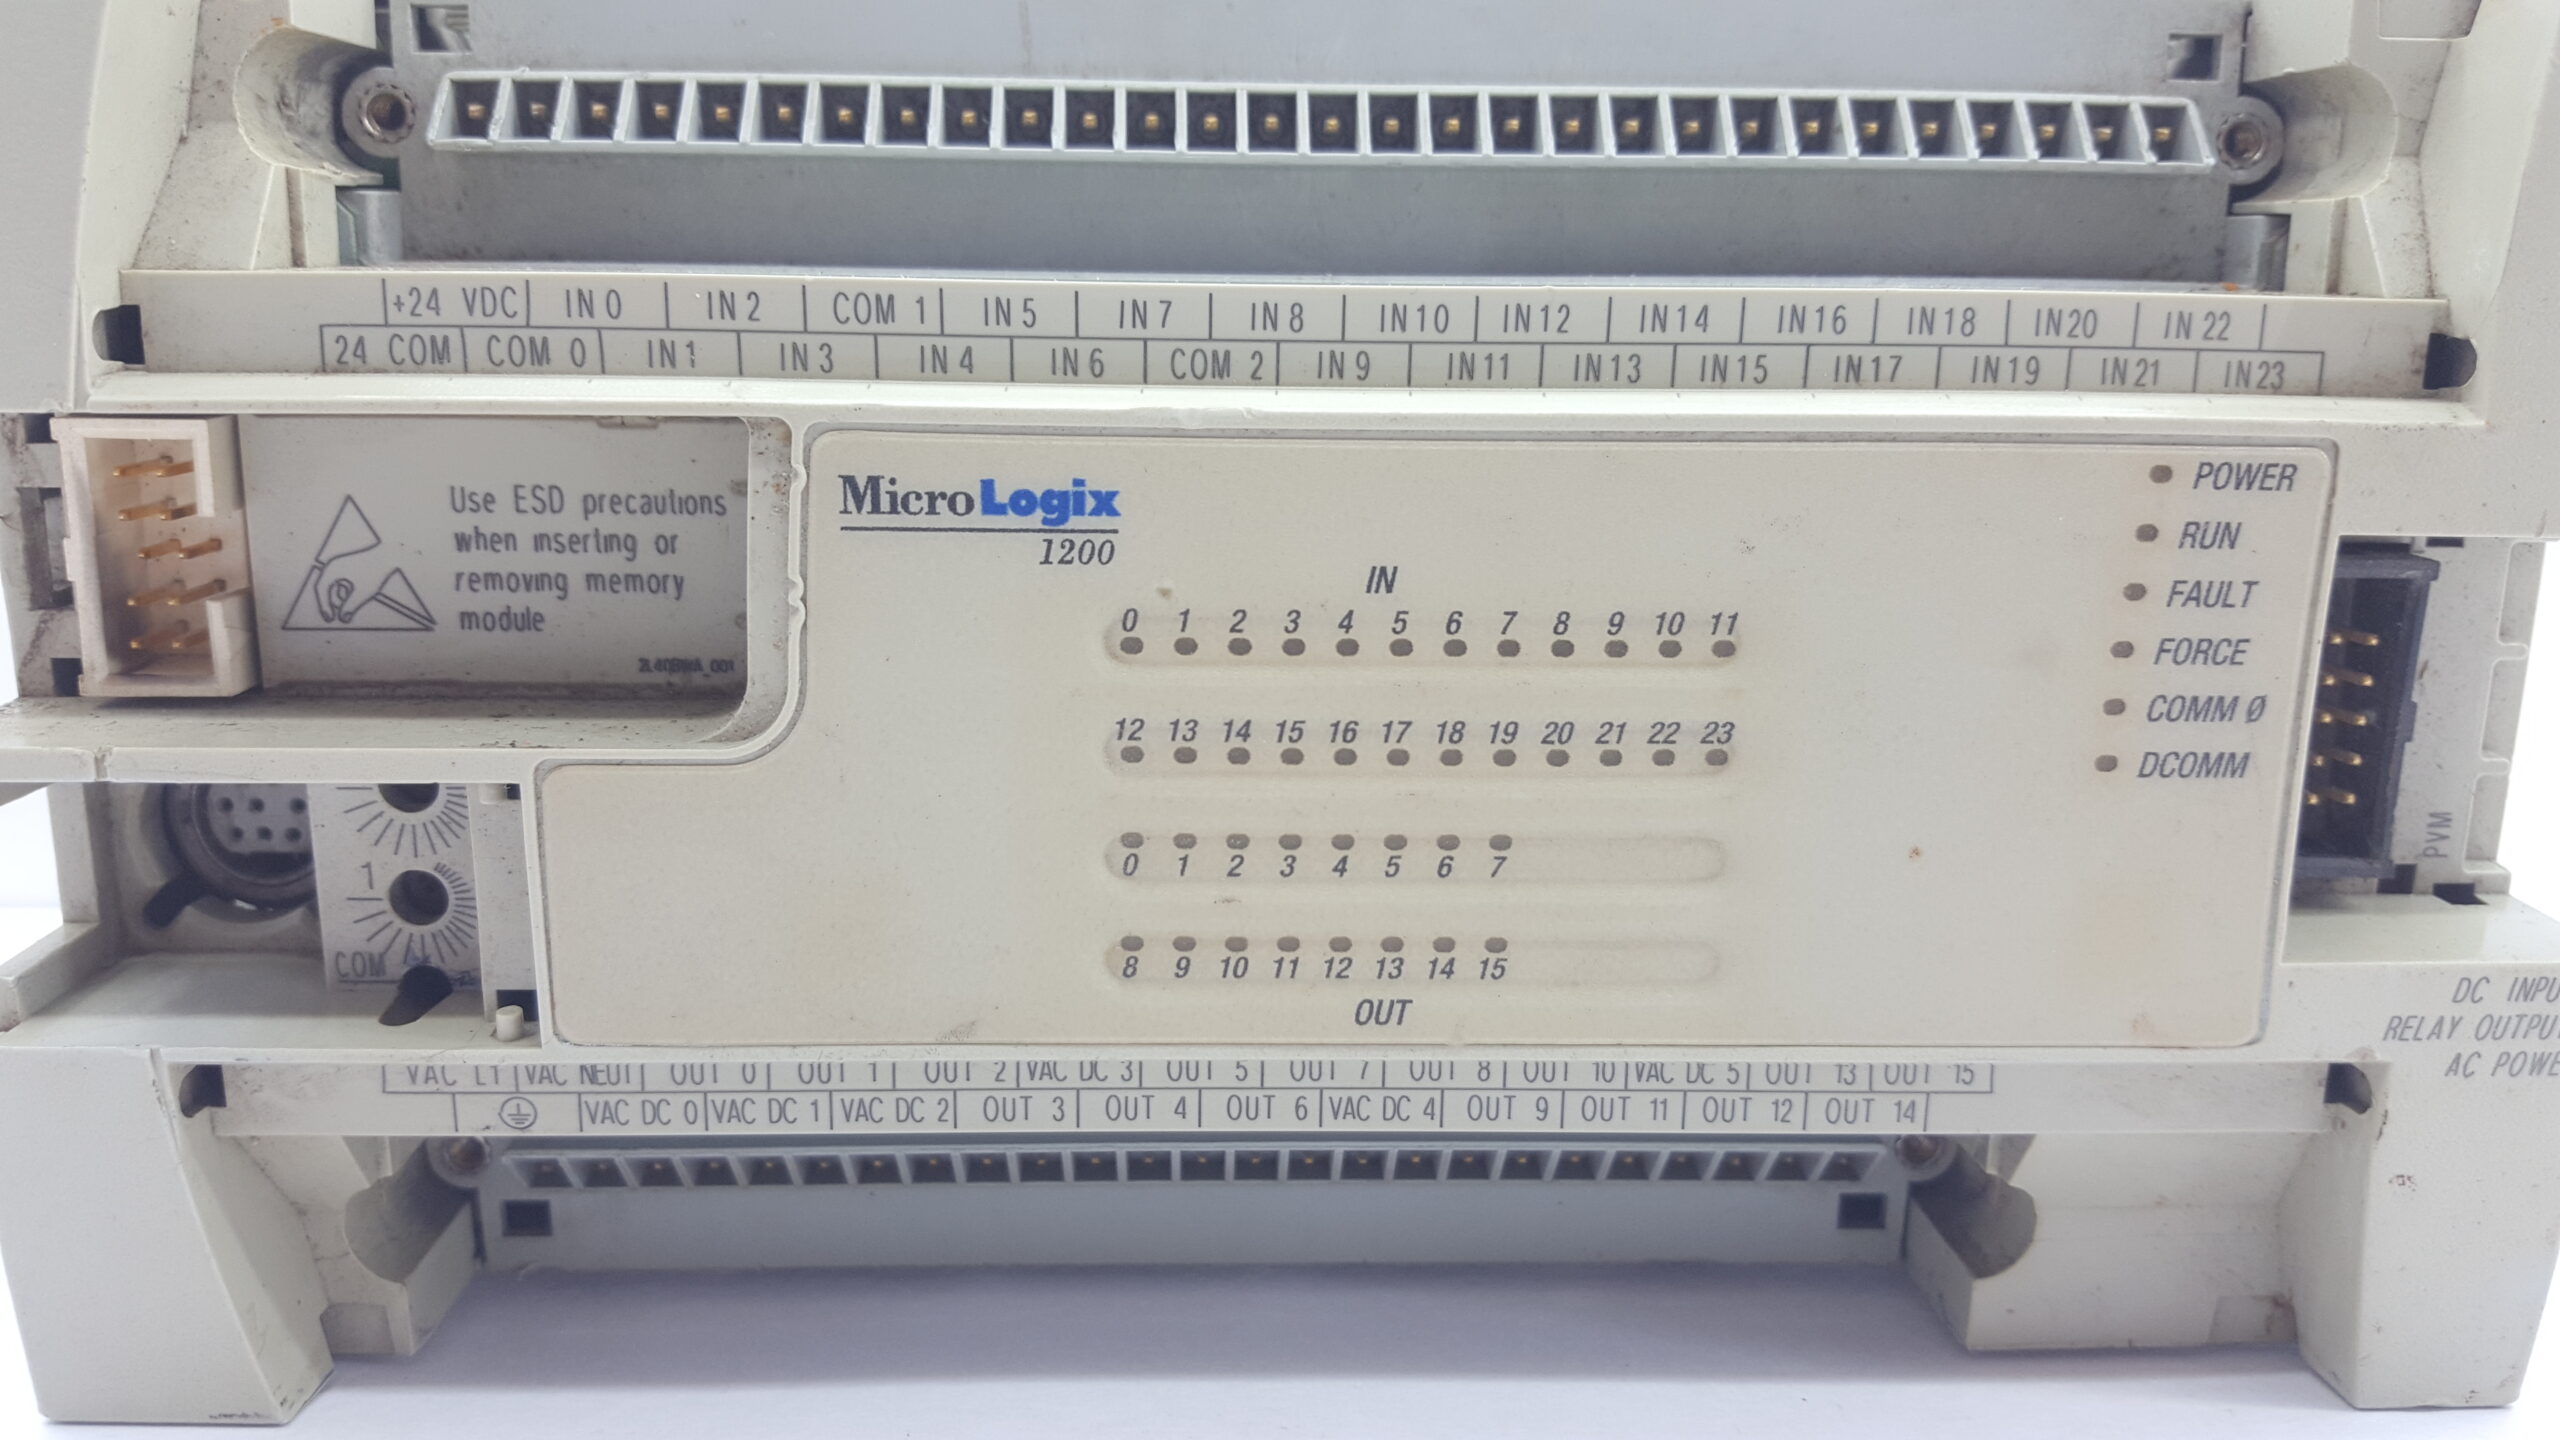 +24 VDC IN 0 IN 2 COM 1 IN 5 IN 7 IN 8 IN 10 IN 12 IN 14 IN 16 IN 18 IN 20 IN 22
24 COM COM 0 IN 1 IN 3 IN 4 IN 6 COM 2 IN 9 IN 11 IN 13 IN 15 IN 17 IN 19 IN 21 IN 23
Use ESD precautions
when inserting or
removing memory
module
MicroLogix
1200
POWER
RUN
FAULT
FORCE
COMM Ø
DCOMM
IN
0 1 2 3 4 5 6 7 8 9 10 11
12 13 14 15 16 17 18 19 20 21 22 23
0 1 2 3 4 5 6 7
8 9 10 11 12 13 14 15
OUT
1
COM
PVM
DC INPU
RELAY OUTPU
AC POWE
VAC L1 VAC NEUT OUT 0 OUT 1 OUT 2 VAC DC 3 OUT 5 OUT 7 OUT 8 OUT 10 VAC DC 5 OUT 13 OUT 15
VAC DC 0 VAC DC 1 VAC DC 2 OUT 3 OUT 4 OUT 6 VAC DC 4 OUT 9 OUT 11 OUT 12 OUT 14